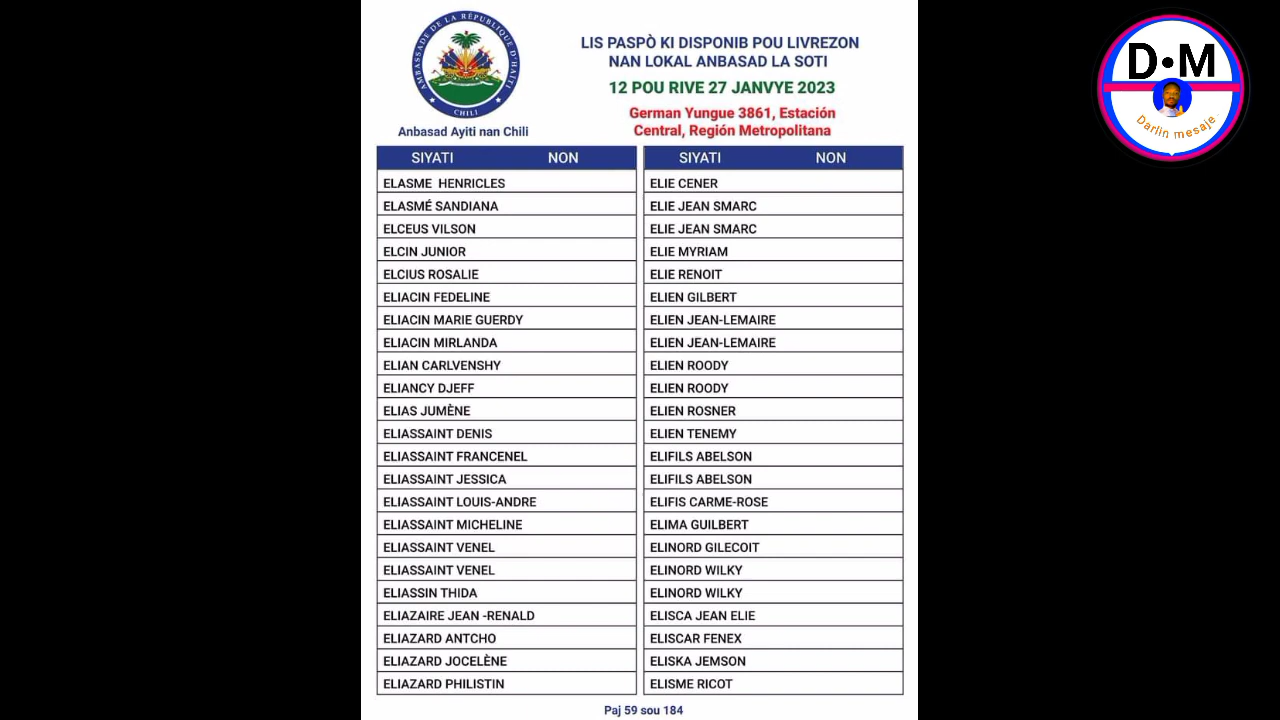 AMBASSADE DE LA RÉPUBLIQUE D'HAITI
CHILI
Anbasad Ayiti nan Chili
LIS PASPÒ KI DISPONIB POU LIVREZON
NAN LOKAL ANBASAD LA SOTI
12 POU RIVE 27 JANVYE 2023
German Yungue 3861, Estación
Central, Región Metropolitana
D•M
Darlin mesaje
SIYATI NON
ELASME HENRICLES
ELASMÉ SANDIANA
ELCEUS VILSON
ELCIN JUNIOR
ELCIUS ROSALIE
ELIACIN FEDELINE
ELIACIN MARIE GUERDY
ELIACIN MIRLANDA
ELIAN CARLVENSHY
ELIANCY DJEFF
ELIAS JUMÈNE
ELIASSAINT DENIS
ELIASSAINT FRANCENEL
ELIASSAINT JESSICA
ELIASSAINT LOUIS-ANDRE
ELIASSAINT MICHELINE
ELIASSAINT VENEL
ELIASSAINT VENEL
ELIASSIN THIDA
ELIAZAIRE JEAN -RENALD
ELIAZARD ANTCHO
ELIAZARD JOCELÈNE
ELIAZARD PHILISTIN
SIYATI NON
ELIE CENER
ELIE JEAN SMARC
ELIE JEAN SMARC
ELIE MYRIAM
ELIE RENOIT
ELIEN GILBERT
ELIEN JEAN-LEMAIRE
ELIEN JEAN-LEMAIRE
ELIEN ROODY
ELIEN ROODY
ELIEN ROSNER
ELIEN TENEMY
ELIFILS ABELSON
ELIFILS ABELSON
ELIFIS CARME-ROSE
ELIMA GUILBERT
ELINORD GILECOIT
ELINORD WILKY
ELINORD WILKY
ELISCA JEAN ELIE
ELISCAR FENEX
ELISKA JEMSON
ELISME RICOT
Paj 59 sou 184